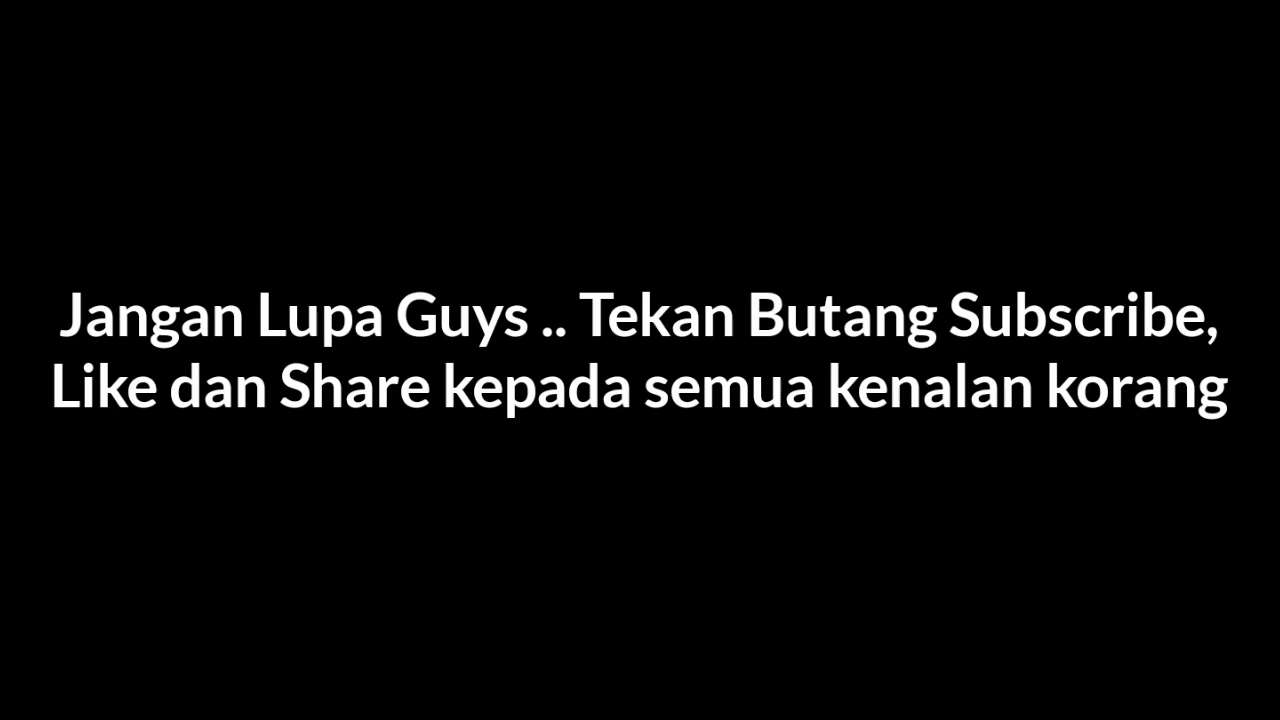 Jangan Lupa Guys .. Tekan Butang Subscribe,
Like dan Share kepada semua kenalan korang